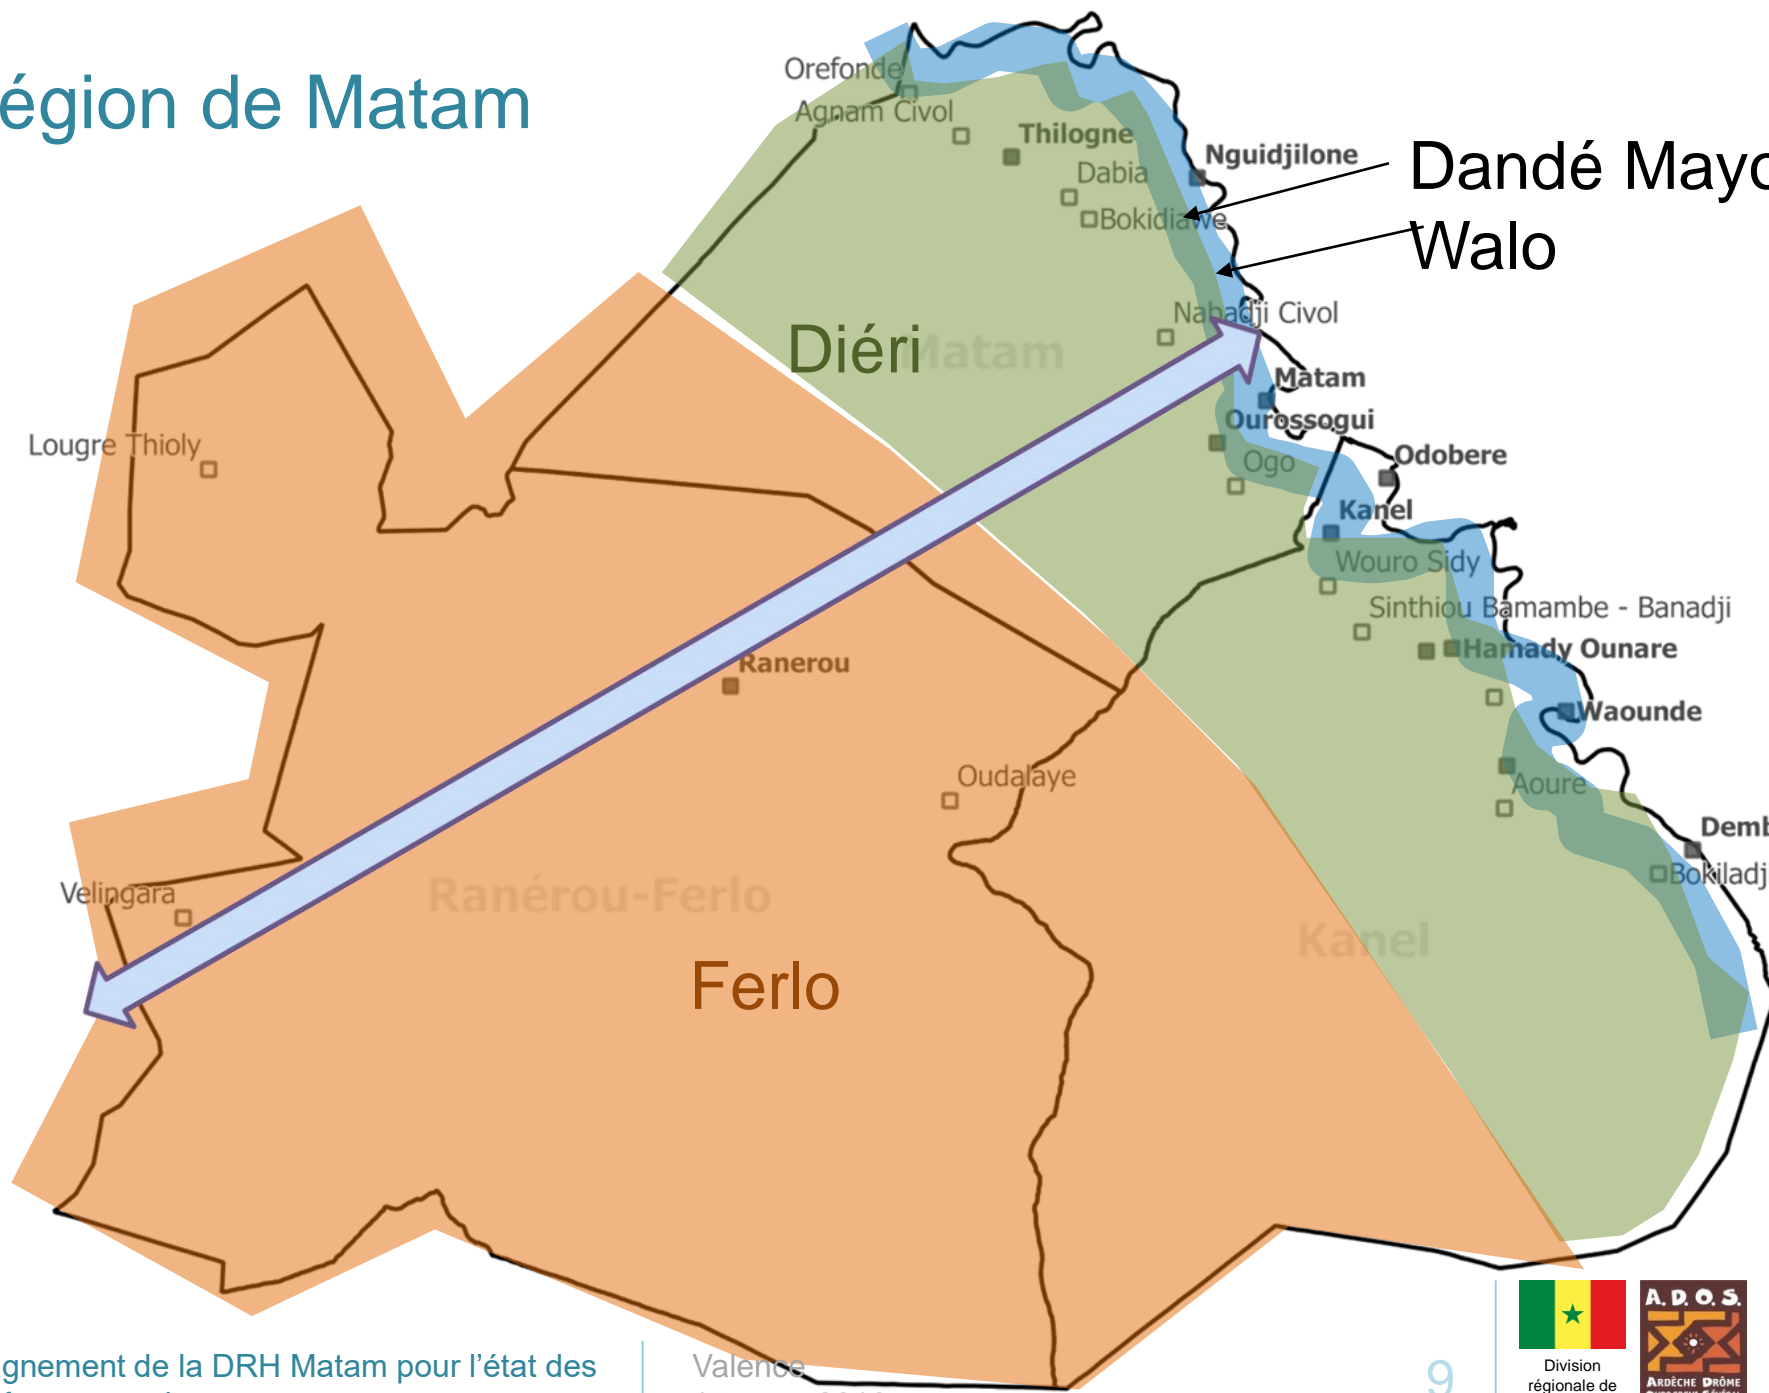 égion de Matam
Orefonde
Agnam Civol
Thilogne
Nguidjilone
Dandé Mayo
Dabia
Bokidiawe
Walo
Nabadji Civol
Diéri
Matam
Matam
Ourossogui
Lougre Thioly
Ogo
Odobere
Kanel
Wouro Sidy
Sinthiou Bamambe - Banadji
Hamady Ounare
Ranerou
Waounde
Oudalaye
Aoure
Demb
Bokiladj
Velingara
Ranérou-Ferlo
Kanel
Ferlo
gnement de la DRH Matam pour l'état des
Valence
9
Division
régionale de
A.D.O.S.
ARDÈCHE DRÔME